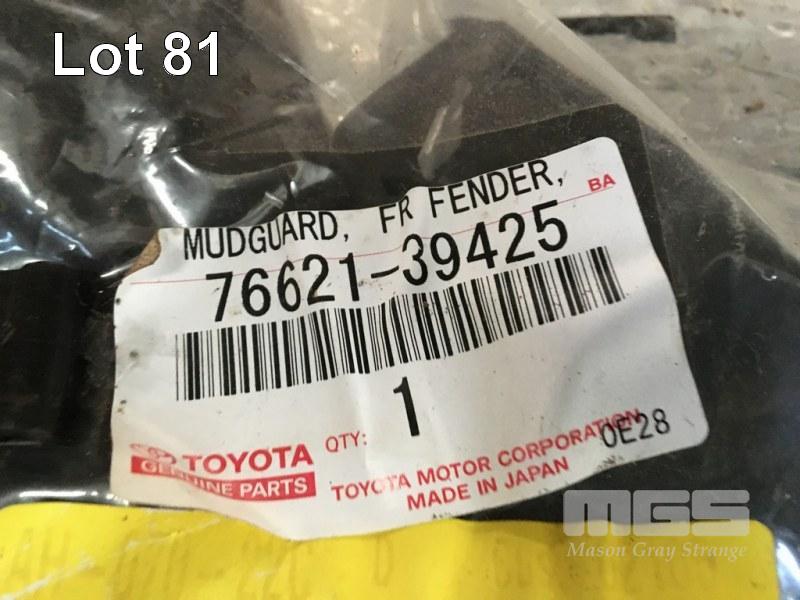 Lot 81
MUDGUARD, FR FENDER,
BA
76621-39425
QTY: 1
TOYOTA
GENUINE PARTS
TOYOTA MOTOR CORPORATION
MADE IN JAPAN
0E28
MGS
Mason Gray Strange